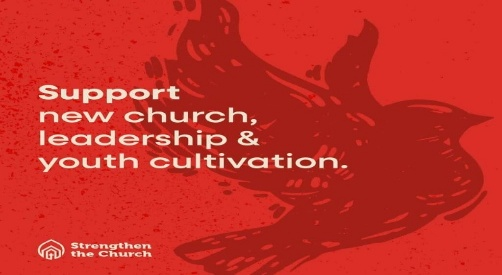 Support
new church,
leadership &
youth cultivation.
Strengthen
the Church